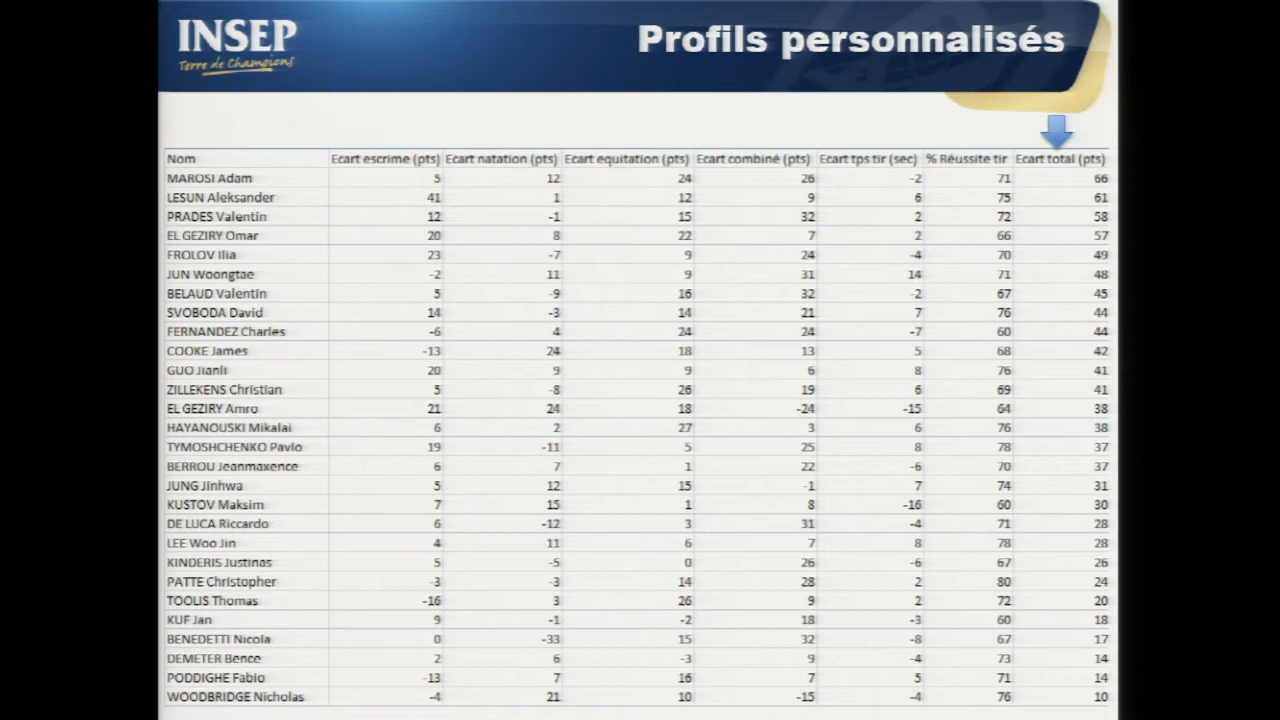 INSEP
Terre de Champions
Profils personnalisés
Nom Ecart escrime (pts) Ecart natation (pts) Ecart equitation (pts) Ecart combiné (pts) Ecart tps tir (sec) % Réussite tir Ecart total (pts)
MAROSI Adam 5 12 24 26 -2 71 66
LESUN Aleksander 41 1 12 9 6 75 61
PRADES Valentin 12 -1 15 32 2 72 58
EL GEZIRY Omar 20 8 22 7 2 66 57
FROLOV Ilia 23 -7 9 24 -4 70 49
JUN Woongtae -2 11 9 31 14 71 48
BELAUD Valentin 5 -9 16 32 -2 67 45
SVOBODA David 14 -3 14 21 7 76 44
FERNANDEZ Charles -6 4 24 24 -7 60 44
COOKE James -13 24 18 13 5 68 42
GUO Jianli 20 9 9 6 8 76 41
ZILLEKENS Christian 5 -8 26 19 6 69 41
EL GEZIRY Amro 21 24 18 -24 -15 64 38
HAYANOUSKI Mikalai 6 2 27 3 6 76 38
TYMOSHCHENKO Pavlo 19 -11 5 25 8 78 37
BERROU Jeanmaxence 6 7 1 22 -6 70 37
JUNG Jinhwa 5 12 15 -1 7 74 31
KUSTOV Maksim 7 15 1 8 -16 60 30
DE LUCA Riccardo 6 -12 3 31 -4 71 28
LEE Woo Jin 4 11 6 7 8 78 28
KINDERIS Justinas 5 -5 0 26 -6 67 26
PATTE Christopher -3 -3 14 28 2 80 24
TOOLIS Thomas -16 3 26 9 2 72 20
KUF Jan 9 -1 -2 18 -3 60 18
BENEDETTI Nicola 0 -33 15 32 -8 67 17
DEMETER Bence 2 6 -3 9 -4 73 14
PODDIGHE Fabio -13 7 16 7 5 71 14
WOODBRIDGE Nicholas -4 21 10 -15 -4 76 10